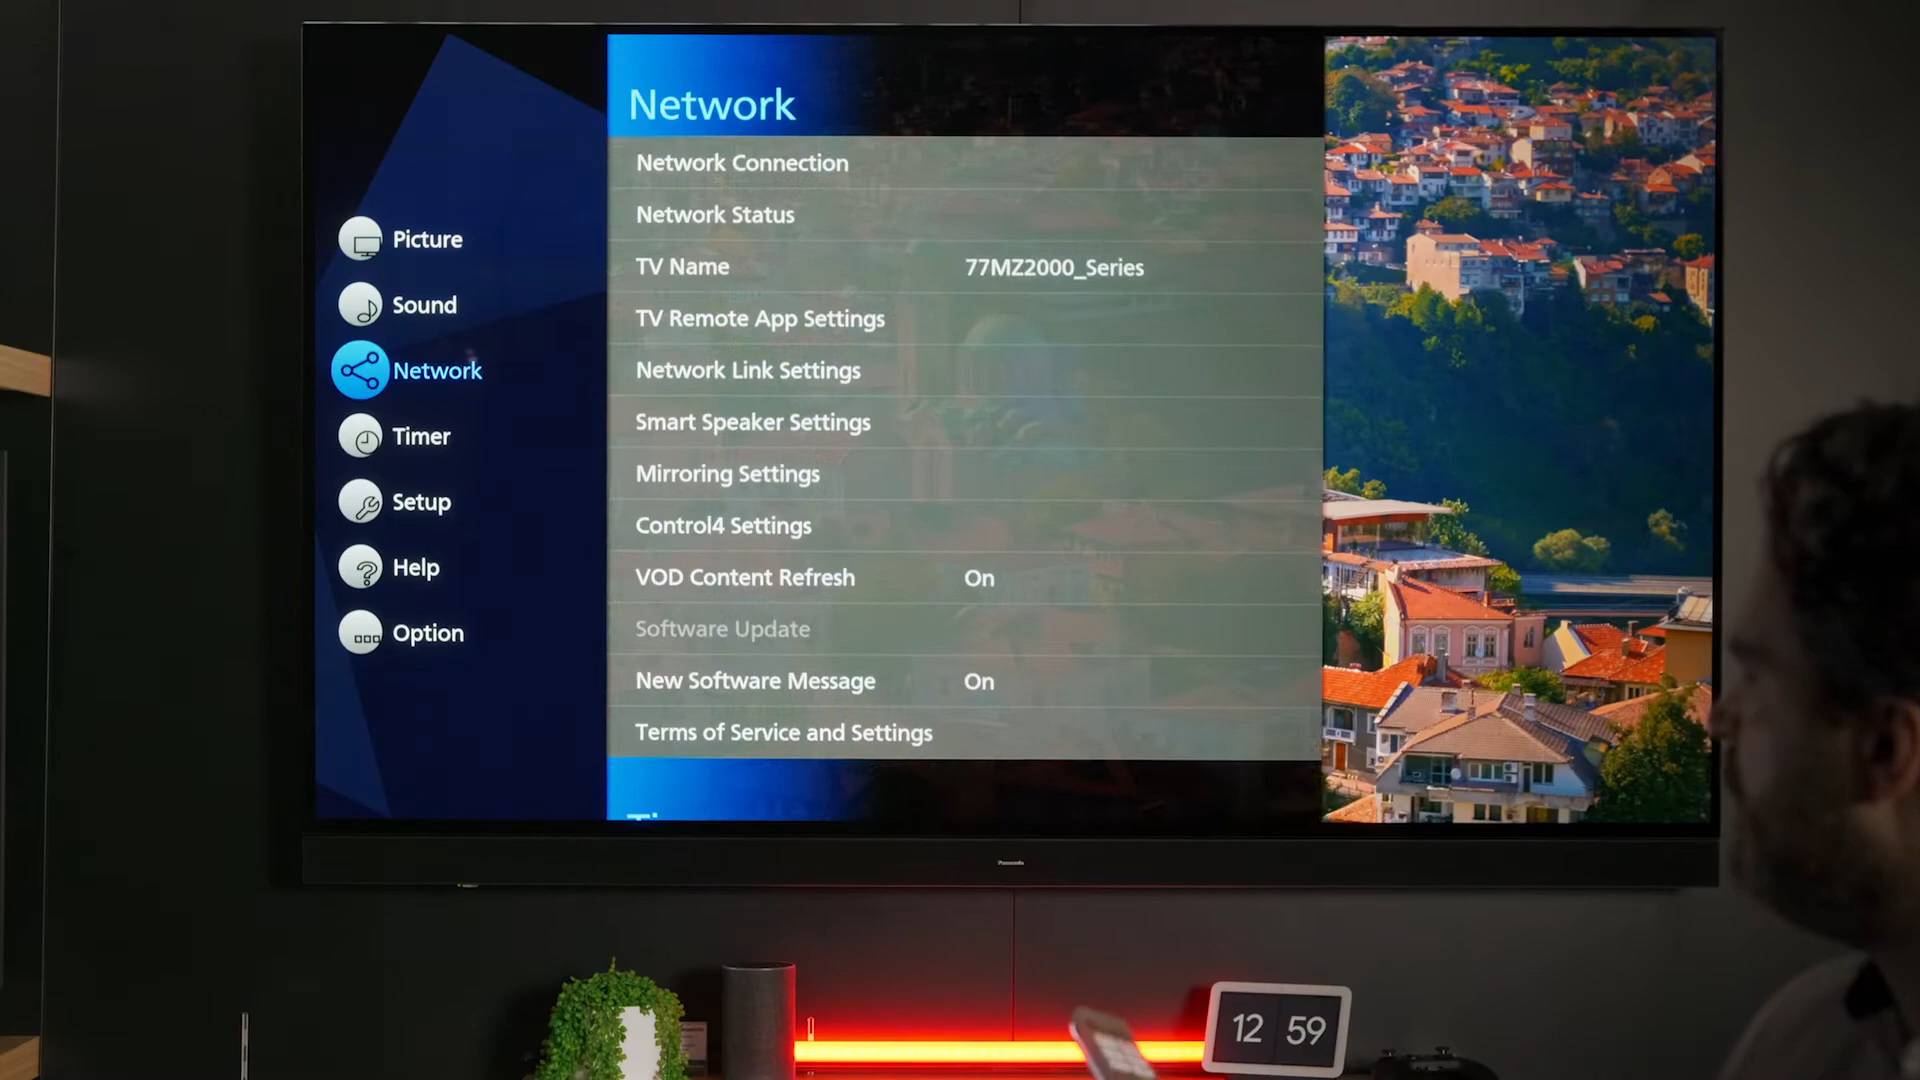 Network
Network Connection
Network Status
TV Name 77MZ2000_Series
TV Remote App Settings
Network Link Settings
Smart Speaker Settings
Mirroring Settings
Control4 Settings
VOD Content Refresh On
Software Update
New Software Message On
Terms of Service and Settings
Picture
Sound
Network
Timer
Setup
Help
Option
Panasonic
12 59